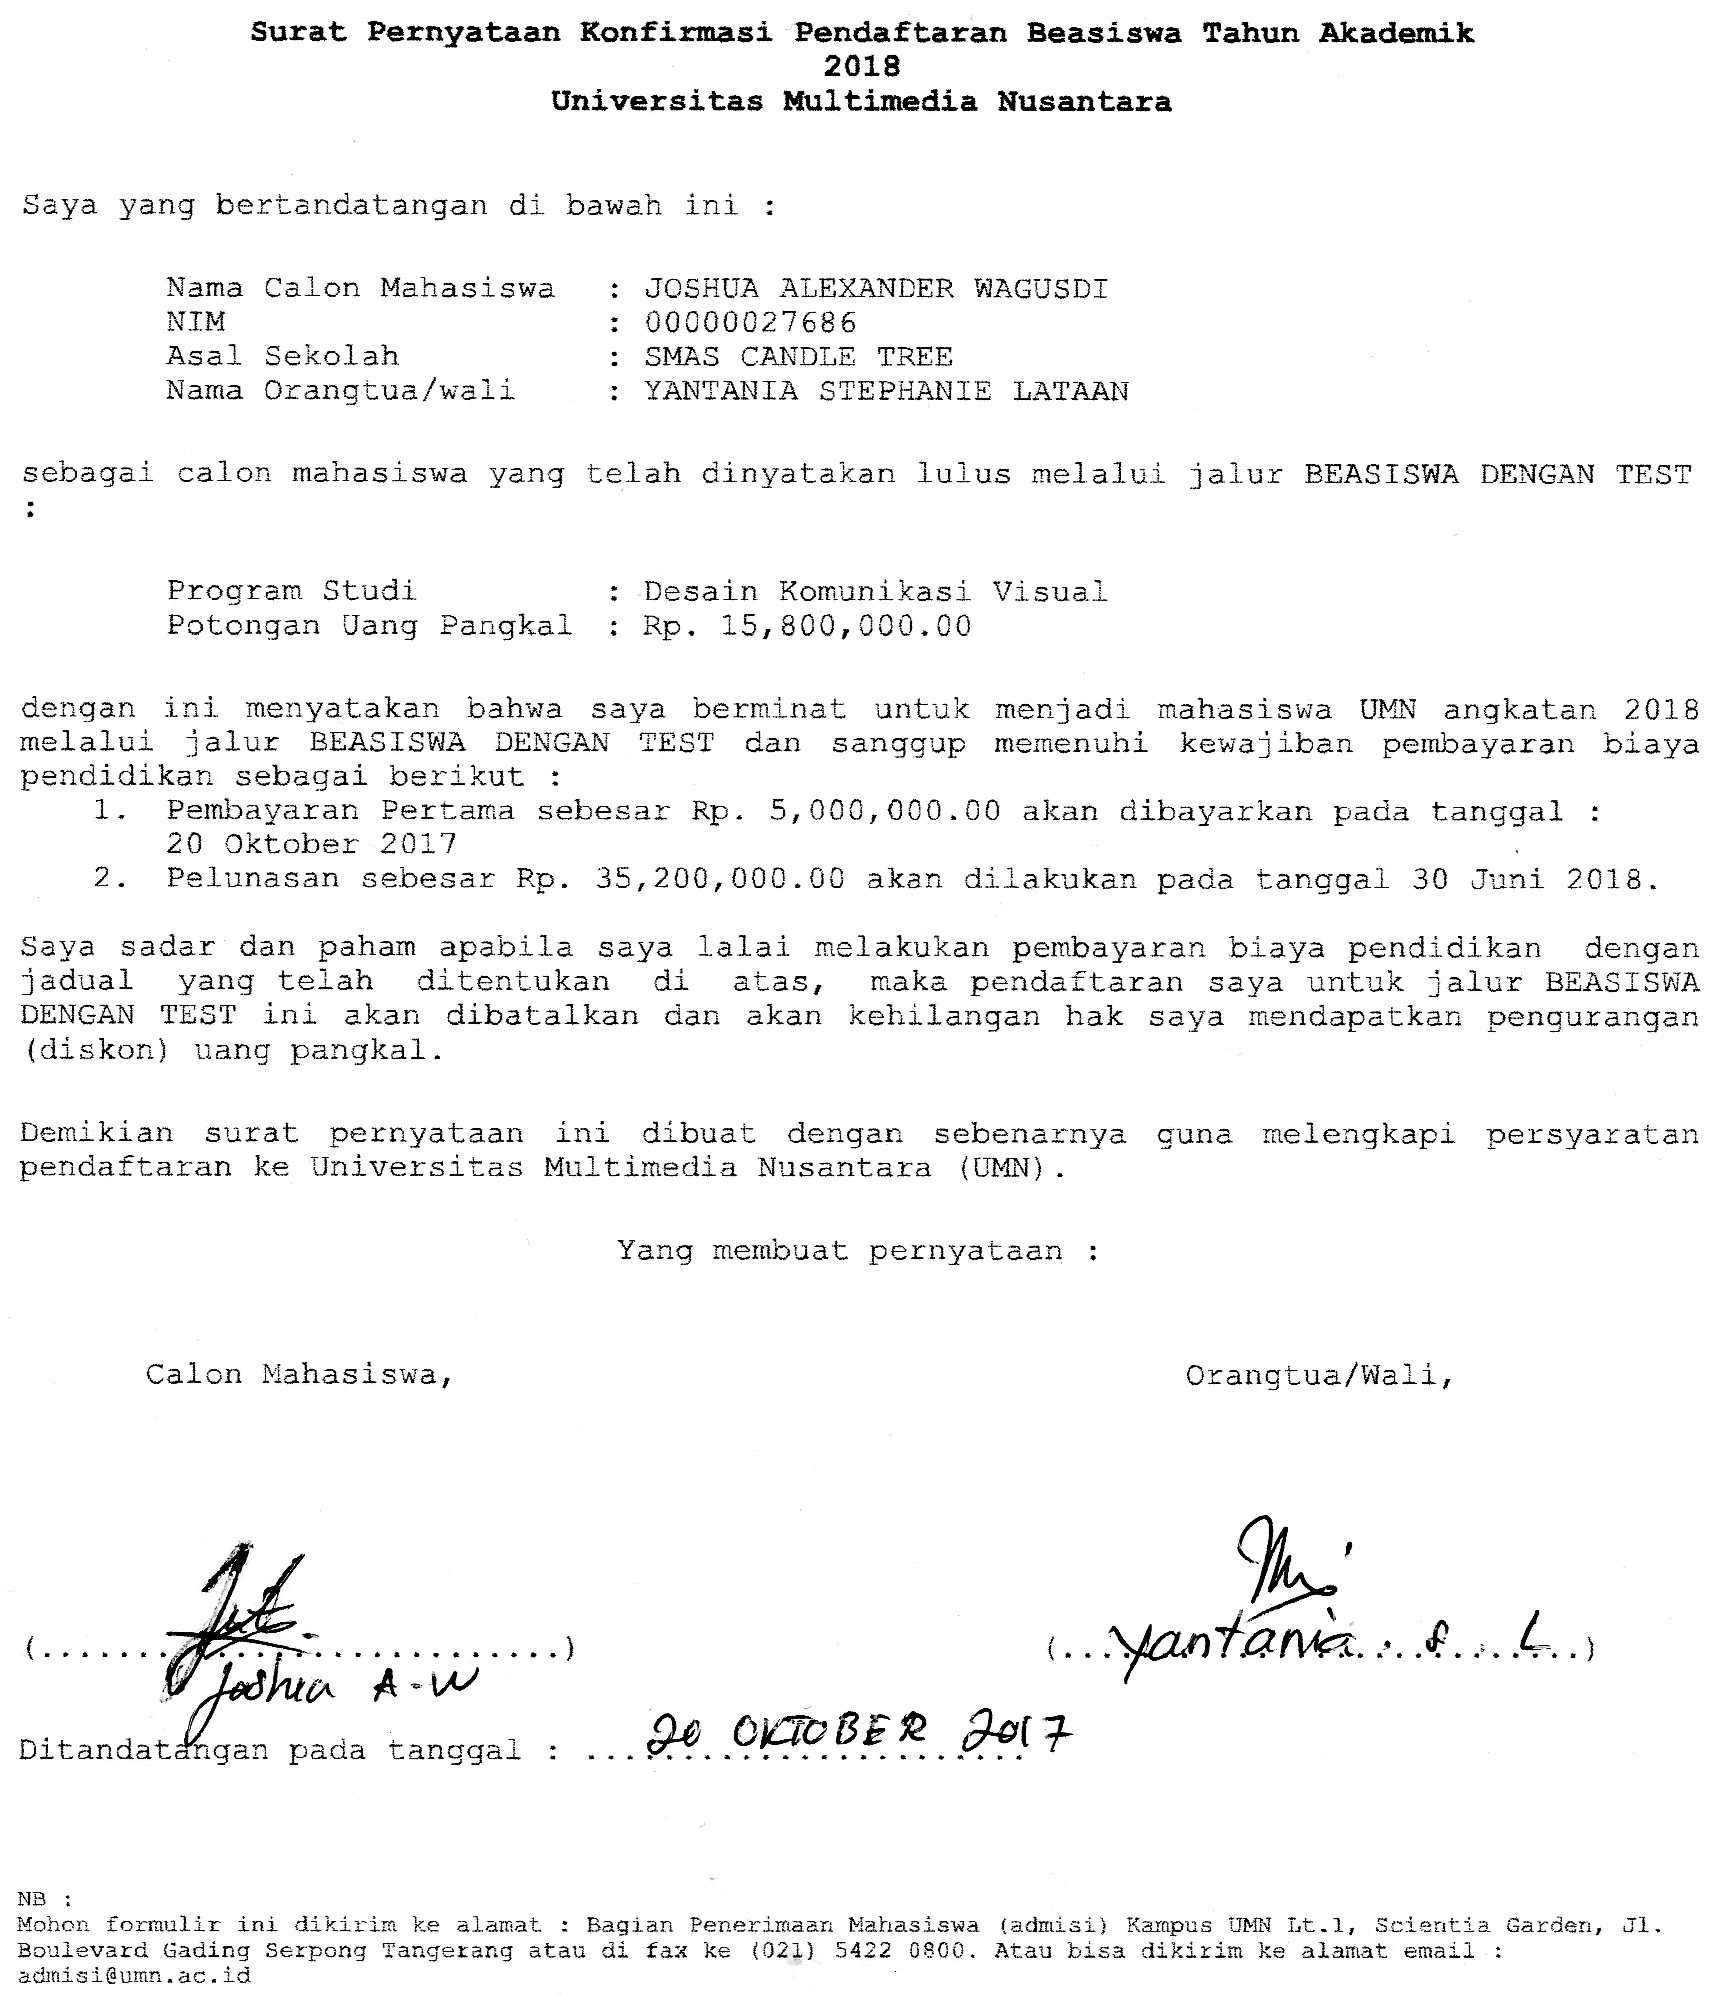 Surat Pernyataan Konfirmasi Pendaftaran Beasiswa Tahun Akademik
2018
Universitas Multimedia Nusantara
Saya yang bertandatangan di bawah ini :
Nama Calon Mahasiswa : JOSHUA ALEXANDER WAGUSDI
NIM : 00000027686
Asal Sekolah : SMAS CANDLE TREE
Nama Orangtua/wali : YANTANIA STEPHANIE LATAAN
sebagai calon mahasiswa yang telah dinyatakan lulus melalui jalur BEASISWA DENGAN TEST
:
Program Studi : Desain Komunikasi Visual
Potongan Uang Pangkal : Rp. 15,800,000.00
dengan ini menyatakan bahwa saya berminat untuk menjadi mahasiswa UMN angkatan 2018
melalui jalur BEASISWA DENGAN TEST dan sanggup memenuhi kewajiban pembayaran biaya
pendidikan sebagai berikut :
1. Pembayaran Pertama sebesar Rp. 5,000,000.00 akan dibayarkan pada tanggal :
20 Oktober 2017
2. Pelunasan sebesar Rp. 35,200,000.00 akan dilakukan pada tanggal 30 Juni 2018.
Saya sadar dan paham apabila saya lalai melakukan pembayaran biaya pendidikan dengan
jadual yang telah ditentukan di atas, maka pendaftaran saya untuk jalur BEASISWA
DENGAN TEST ini akan dibatalkan dan akan kehilangan hak saya mendapatkan pengurangan
(diskon) uang pangkal.
Demikian surat pernyataan ini dibuat dengan sebenarnya guna melengkapi persyaratan
pendaftaran ke Universitas Multimedia Nusantara (UMN).
Yang membuat pernyataan :
Calon Mahasiswa, Orangtua/Wali,
(...........................) (...Yantania. S. L..)
Joshua A-W
Ditandatangan pada tanggal : 20 OKTOBER 2017
NB :
Mohon formulir ini dikirim ke alamat : Bagian Penerimaan Mahasiswa (admisi) Kampus UMN Lt.1, Scientia Garden, Jl.
Boulevard Gading Serpong Tangerang atau di fax ke (021) 5422 0800. Atau bisa dikirim ke alamat email :
admisi@umn.ac.id